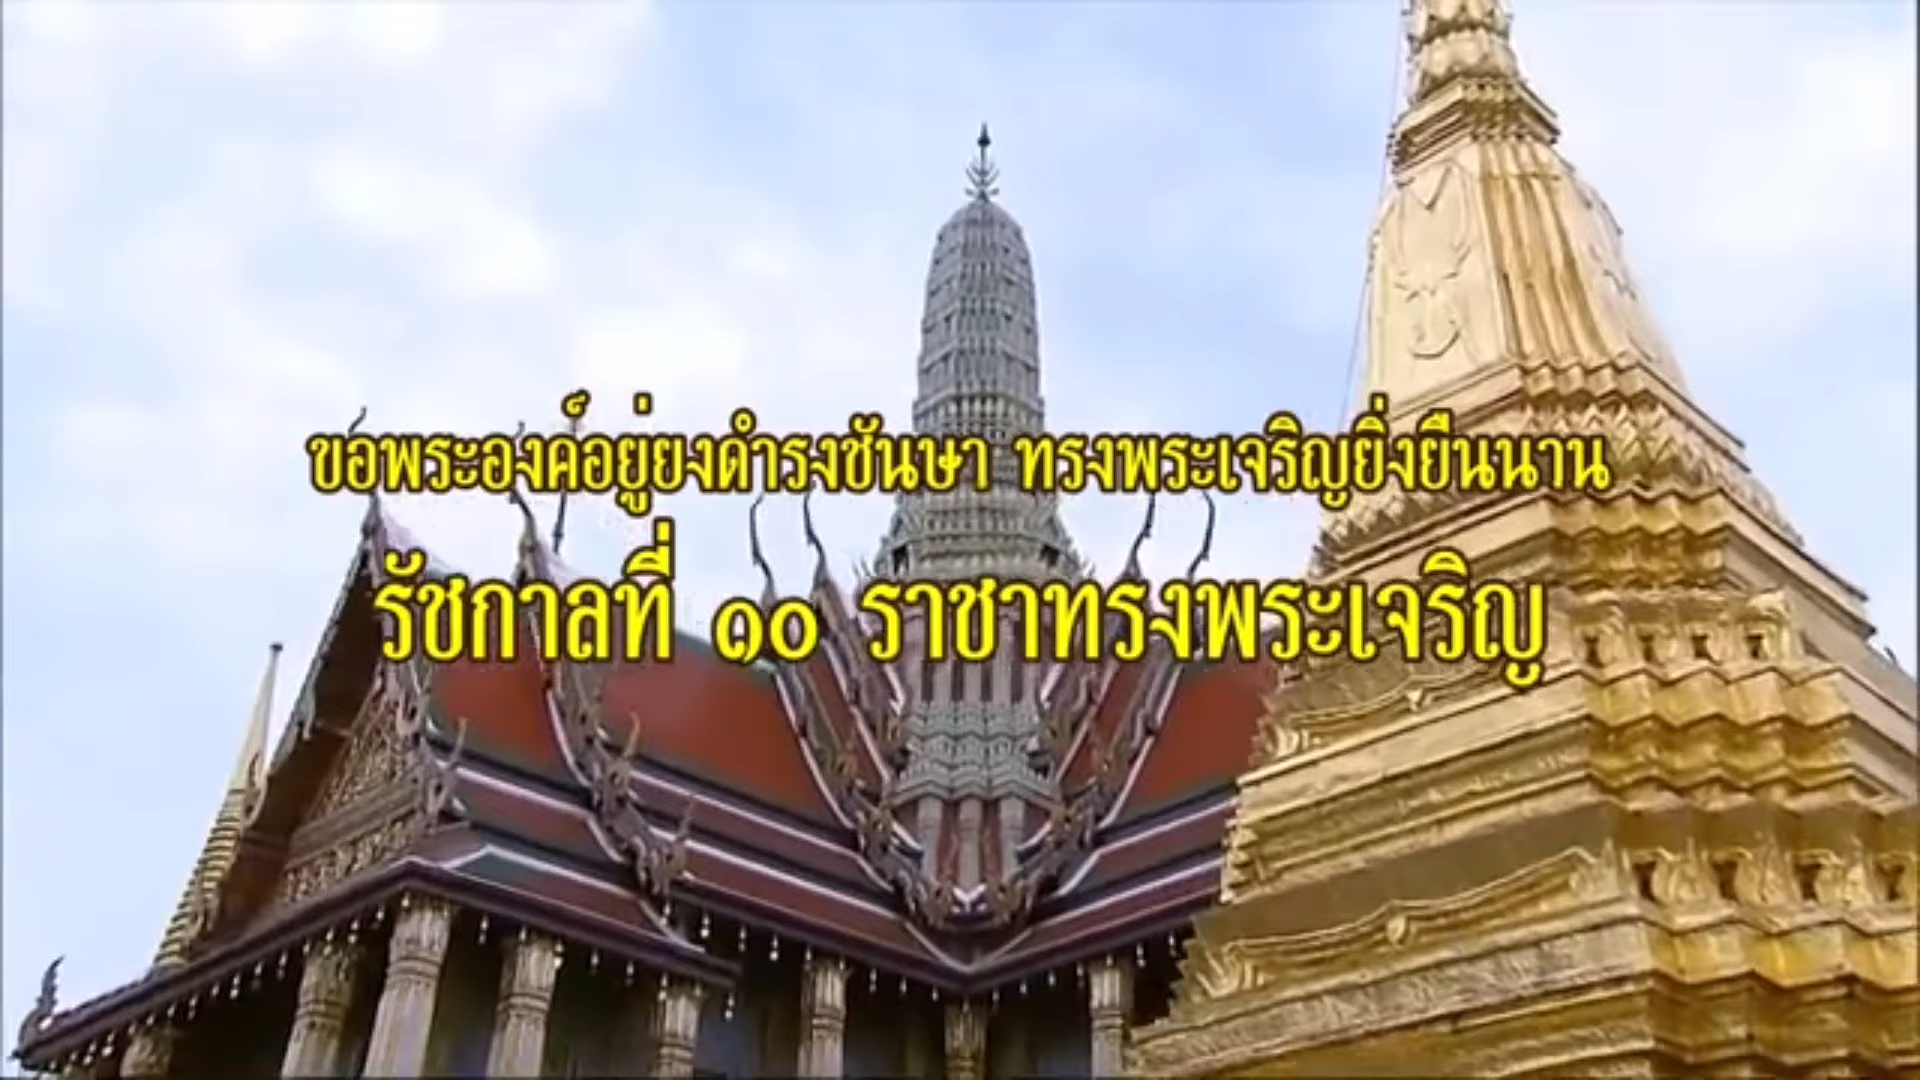 ขอพระองค์อยู่ยงดำรงชันษา ทรงพระเจริญยิ่งยืนนาน
รัชกาลที่ ๑๐ ราชาทรงพระเจริญ